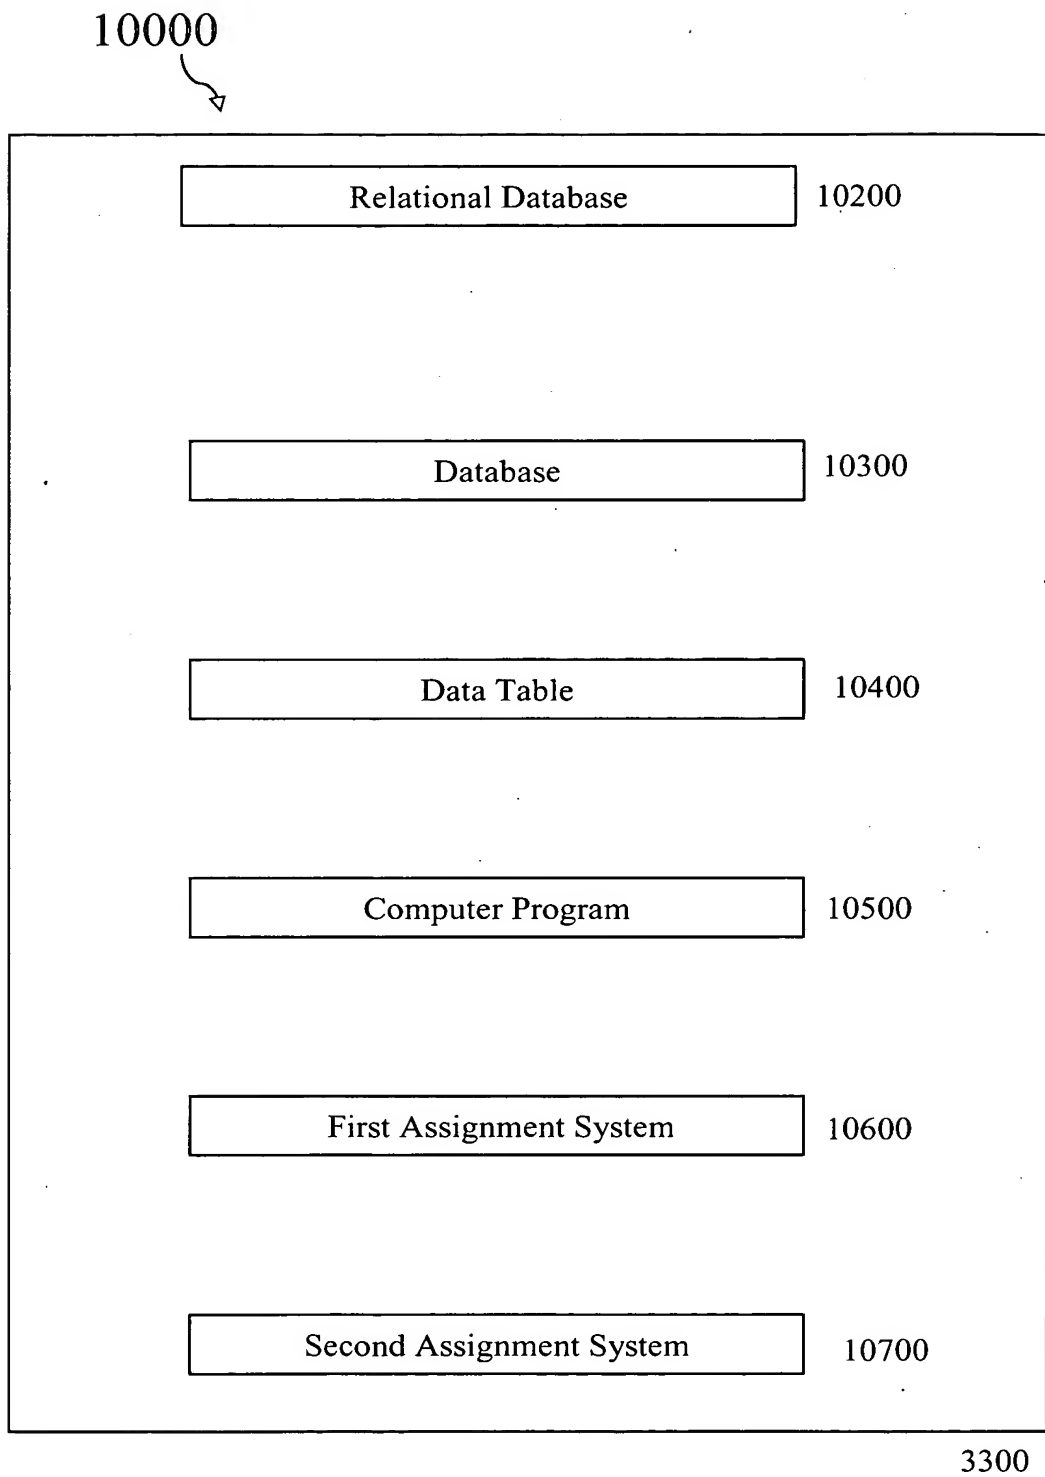 10000
Relational Database 10200
Database 10300
Data Table 10400
Computer Program 10500
First Assignment System 10600
Second Assignment System 10700
3300